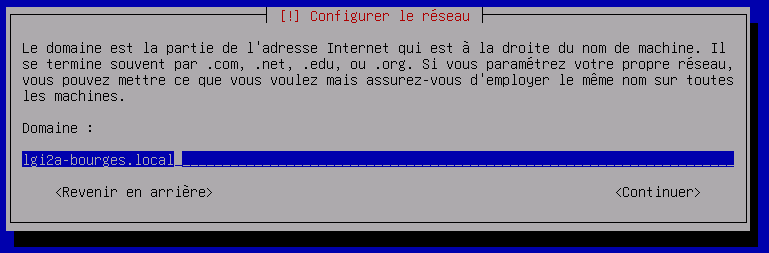 [!] Configurer le réseau
Le domaine est la partie de l'adresse Internet qui est à la droite du nom de machine. Il
se termine souvent par .com, .net, .edu, ou .org. Si vous paramétrez votre propre réseau,
vous pouvez mettre ce que vous voulez mais assurez-vous d'employer le même nom sur toutes
les machines.
Domaine :
lgi2a-bourges.local
<Revenir en arrière>
<Continuer>